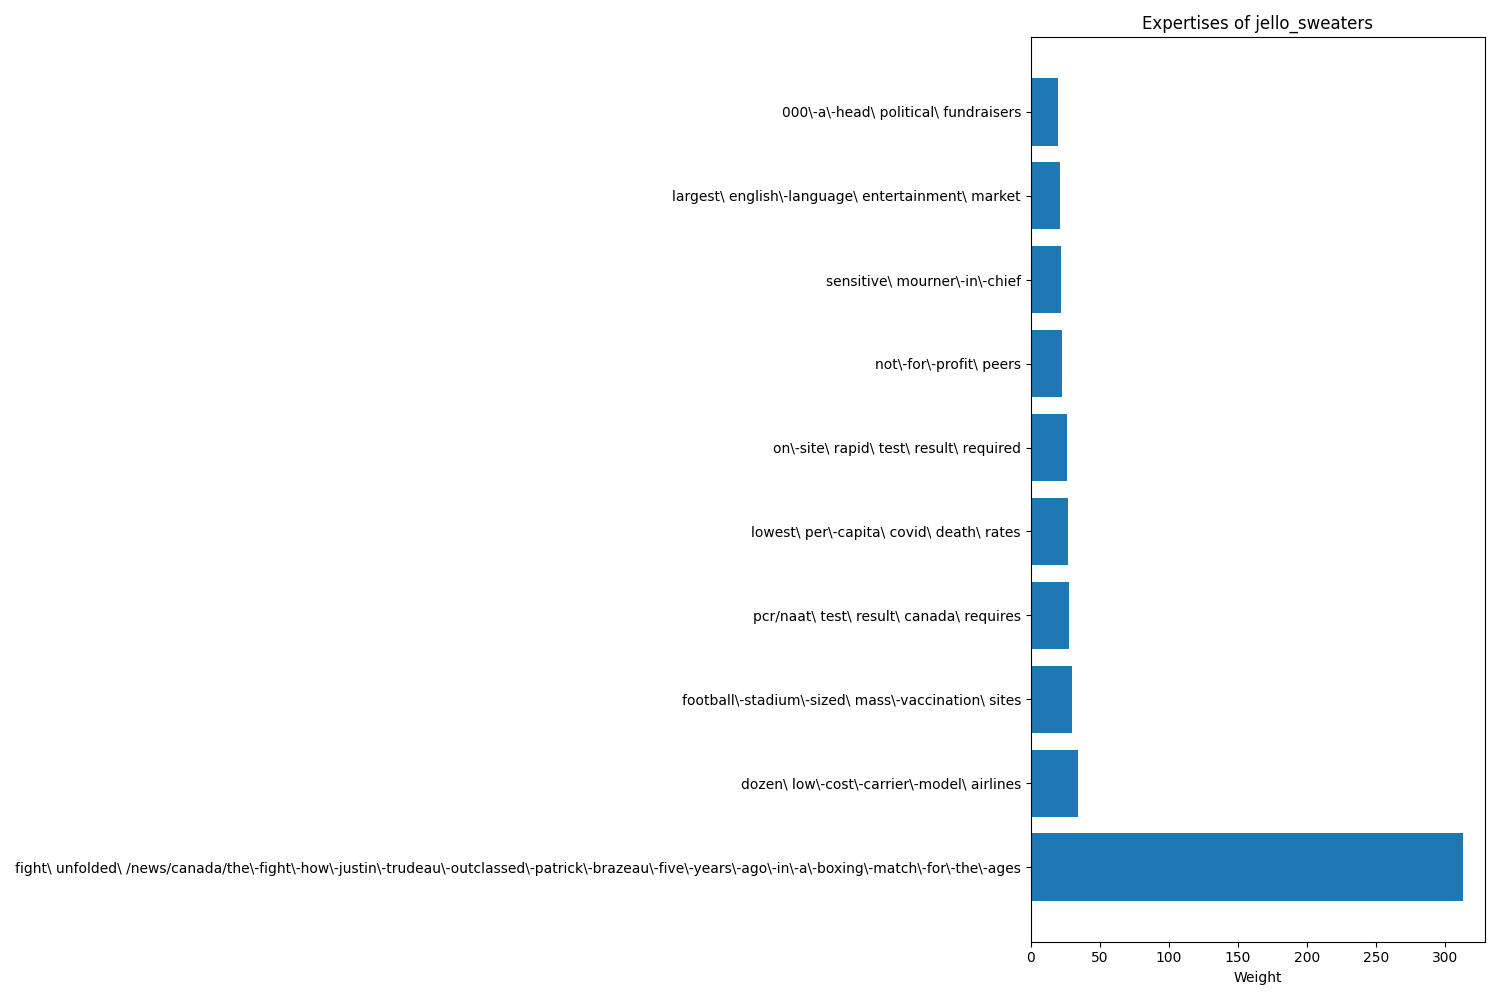 Expertises of jello_sweaters
000\-a\-head\ political\ fundraisers
largest\ english\-language\ entertainment\ market
sensitive\ mourner\-in\-chief
not\-for\-profit\ peers
on\-site\ rapid\ test\ result\ required
lowest\ per\-capita\ covid\ death\ rates
pcr/naat\ test\ result\ canada\ requires
football\-stadium\-sized\ mass\-vaccination\ sites
dozen\ low\-cost\-carrier\-model\ airlines
fight\ unfolded\ /news/canada/the\-fight\-how\-justin\-trudeau\-outclassed\-patrick\-brazeau\-five\-years\-ago\-in\-a\-boxing\-match\-for\-the\-ages
0 50 100 150 200 250 300
Weight